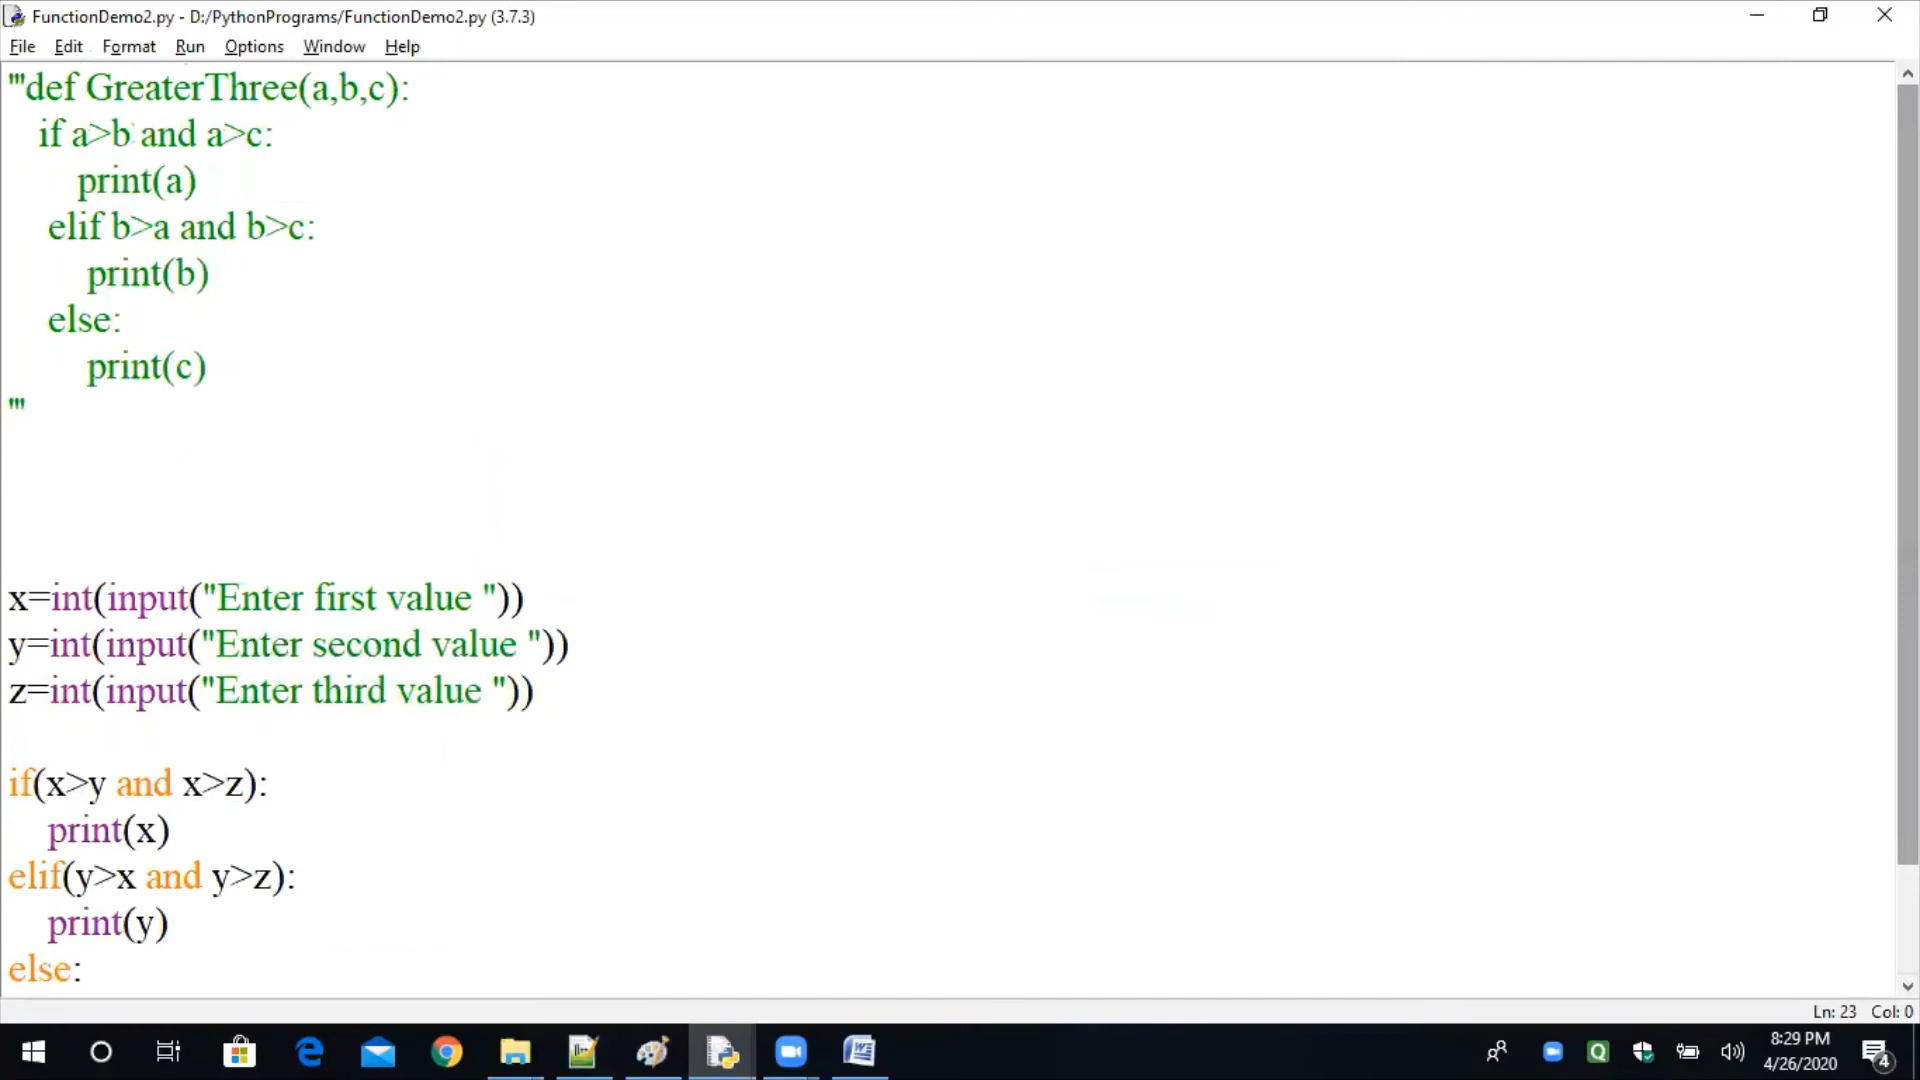 FunctionDemo2.py - D:/PythonPrograms/FunctionDemo2.py (3.7.3)
File Edit Format Run Options Window Help
'''def GreaterThree(a,b,c):
if a>b and a>c:
print(a)
elif b>a and b>c:
print(b)
else:
print(c)
'''
x=int(input("Enter first value "))
y=int(input("Enter second value "))
z=int(input("Enter third value "))
if(x>y and x>z):
print(x)
elif(y>x and y>z):
print(y)
else:
Ln: 23 Col: 0
8:29 PM
4/26/2020
4